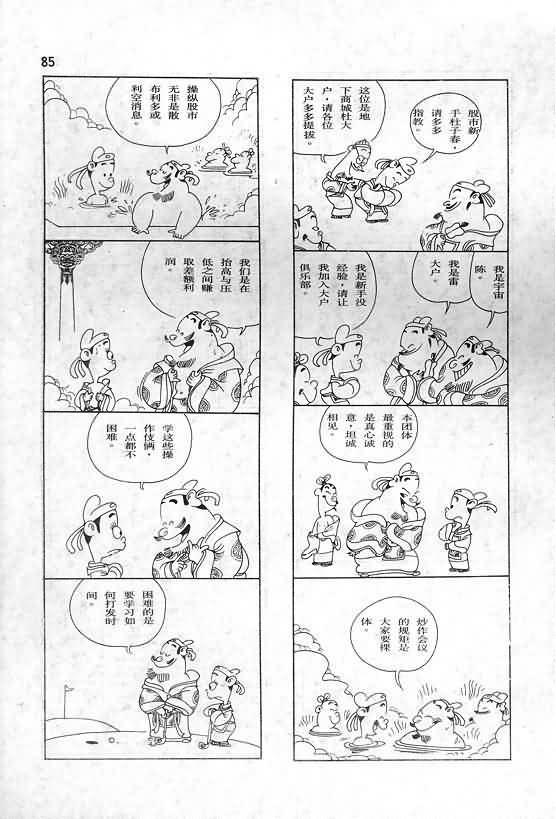 85
股市新
手杜子春，
请多多
指教。
这位是地
下商城杜大
户，请各位
大户多多提拔。
我是宇宙
陈。
我是雷
大户。
我是新手没
经验，请让
我加入大户
俱乐部。
本团体
最重视的
是真心诚
意，坦诚
相见。
炒作会议
的规矩是
大家要裸
体。
操纵股市
无非是散
布利多或
利空消息。
我们是在
抬高与压
低之间赚
取差额利
润。
学这些操
作伎俩，
一点都不
困难。
困难的是
要学习如
何打发时
间。